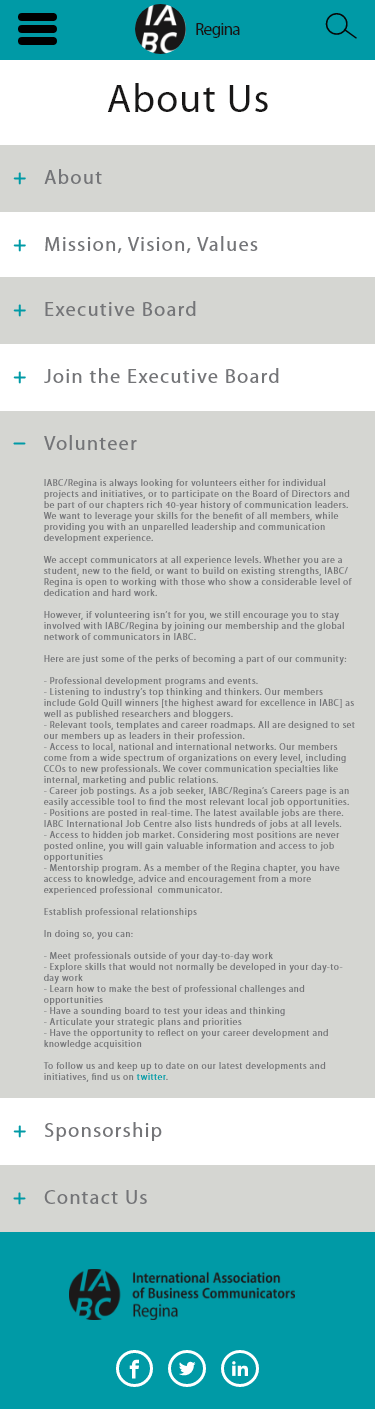 IA
BC
Regina
About Us
+ About
+ Mission, Vision, Values
+ Executive Board
+ Join the Executive Board
− Volunteer
IABC/Regina is always looking for volunteers either for individual
projects and initiatives, or to participate on the Board of Directors and
be part of our chapters rich 40-year history of communication leaders.
We want to leverage your skills for the benefit of all members, while
providing you with an unparelled leadership and communication
development experience.
We accept communicators at all experience levels. Whether you are a
student, new to the field, or want to build on existing strengths, IABC/
Regina is open to working with those who show a considerable level of
dedication and hard work.
However, if volunteering isn't for you, we still encourage you to stay
involved with IABC/Regina by joining our membership and the global
network of communicators in IABC.
Here are just some of the perks of becoming a part of our community:
- Professional development programs and events.
- Listening to industry's top thinking and thinkers. Our members
include Gold Quill winners [the highest award for excellence in IABC] as
well as published researchers and bloggers.
- Relevant tools, templates and career roadmaps. All are designed to set
our members up as leaders in their profession.
- Access to local, national and international networks. Our members
come from a wide spectrum of organizations on every level, including
CCOs to new professionals. We cover communication specialties like
internal, marketing and public relations.
- Career job postings. As a job seeker, IABC/Regina's Careers page is an
easily accessible tool to find the most relevant local job opportunities.
- Positions are posted in real-time. The latest available jobs are there.
IABC International Job Centre also lists hundreds of jobs at all levels.
- Access to hidden job market. Considering most positions are never
posted online, you will gain valuable information and access to job
opportunities
- Mentorship program. As a member of the Regina chapter, you have
access to knowledge, advice and encouragement from a more
experienced professional communicator.
Establish professional relationships
In doing so, you can:
- Meet professionals outside of your day-to-day work
- Explore skills that would not normally be developed in your day-to-
day work
- Learn how to make the best of professional challenges and
opportunities
- Have a sounding board to test your ideas and thinking
- Articulate your strategic plans and priorities
- Have the opportunity to reflect on your career development and
knowledge acquisition
To follow us and keep up to date on our latest developments and
initiatives, find us on twitter.
+ Sponsorship
+ Contact Us
IA
BC
International Association
of Business Communicators
Regina
f
in